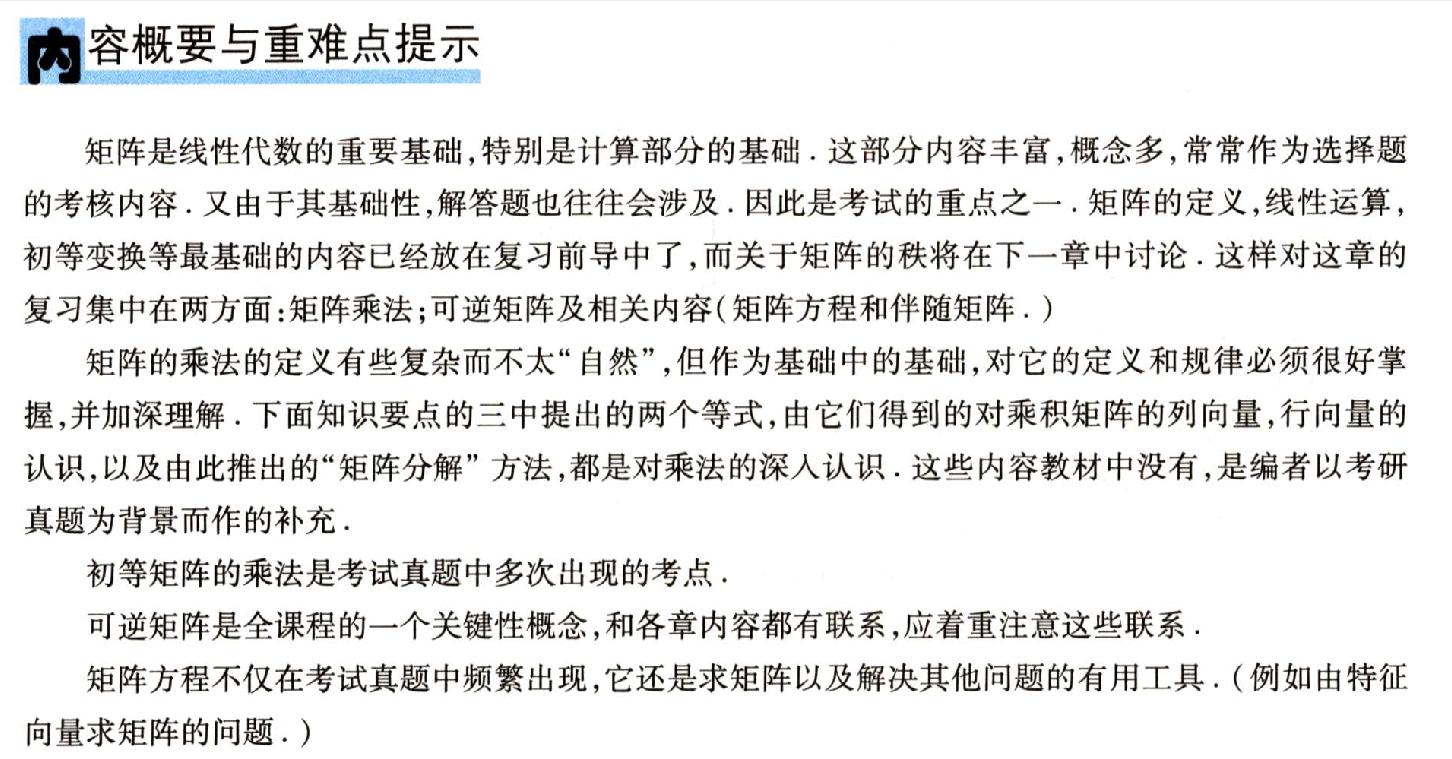 内容概要与重难点提示
矩阵是线性代数的重要基础,特别是计算部分的基础.这部分内容丰富,概念多,常常作为选择题
的考核内容.又由于其基础性,解答题也往往会涉及.因此是考试的重点之一.矩阵的定义,线性运算,
初等变换等最基础的内容已经放在复习前导中了,而关于矩阵的秩将在下一章中讨论.这样对这章的
复习集中在两方面:矩阵乘法;可逆矩阵及相关内容(矩阵方程和伴随矩阵.)
矩阵的乘法的定义有些复杂而不太“自然”,但作为基础中的基础,对它的定义和规律必须很好掌
握,并加深理解.下面知识要点的三中提出的两个等式,由它们得到的对乘积矩阵的列向量,行向量的
认识,以及由此推出的“矩阵分解”方法,都是对乘法的深入认识.这些内容教材中没有,是编者以考研
真题为背景而作的补充.
初等矩阵的乘法是考试真题中多次出现的考点.
可逆矩阵是全课程的一个关键性概念,和各章内容都有联系,应着重注意这些联系.
矩阵方程不仅在考试真题中频繁出现,它还是求矩阵以及解决其他问题的有用工具.(例如由特征
向量求矩阵的问题.)